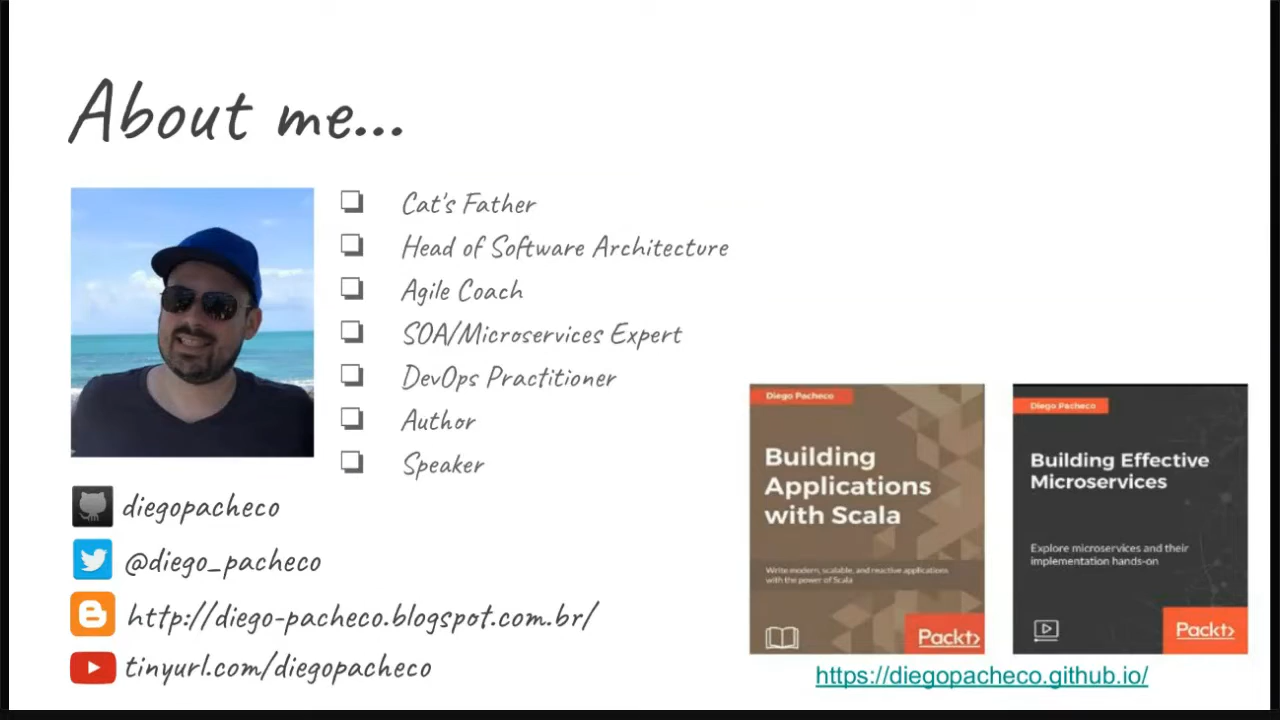 About me...
Cat's Father
Head of Software Architecture
Agile Coach
SOA/Microservices Expert
DevOps Practitioner
Author
Speaker
diegopacheco
@diego_pacheco
http://diego-pacheco.blogspot.com.br/
tinyurl.com/diegopacheco
Diego Pacheco
Building
Applications
with Scala
Write modern, scalable, and reactive applications
with the power of Scala
Packt>
Diego Pacheco
Building Effective
Microservices
Explore microservices and their
implementation hands-on
Packt>
https://diegopacheco.github.io/